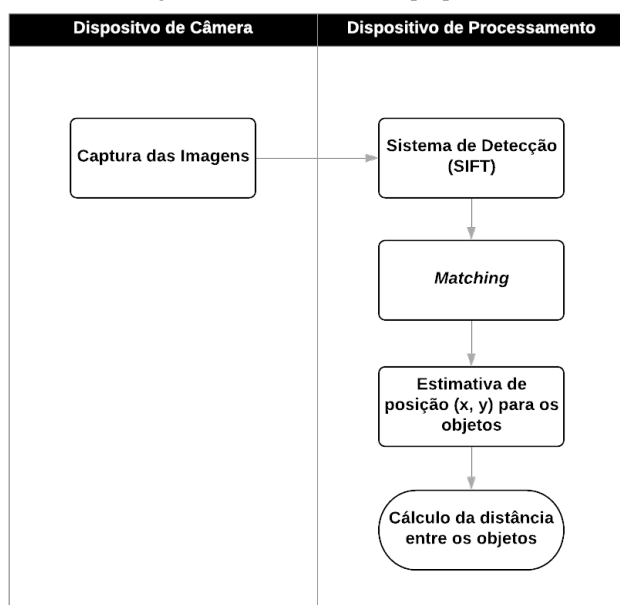 Dispositvo de Câmera
Dispositivo de Processamento
Captura das Imagens
Sistema de Detecção
(SIFT)
Matching
Estimativa de
posição (x, y) para os
objetos
Cálculo da distância
entre os objetos